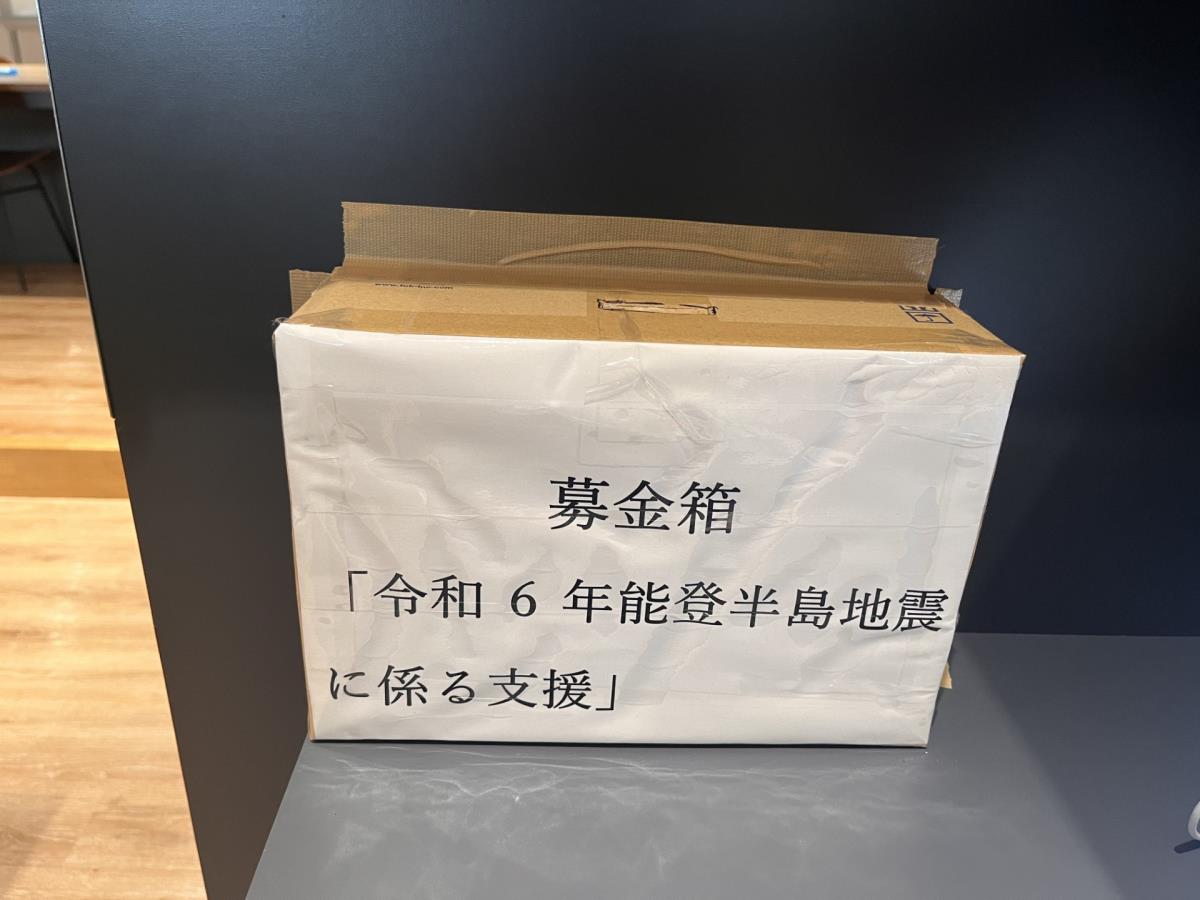 募金箱
「令和 6 年能登半島地震
に係る支援」